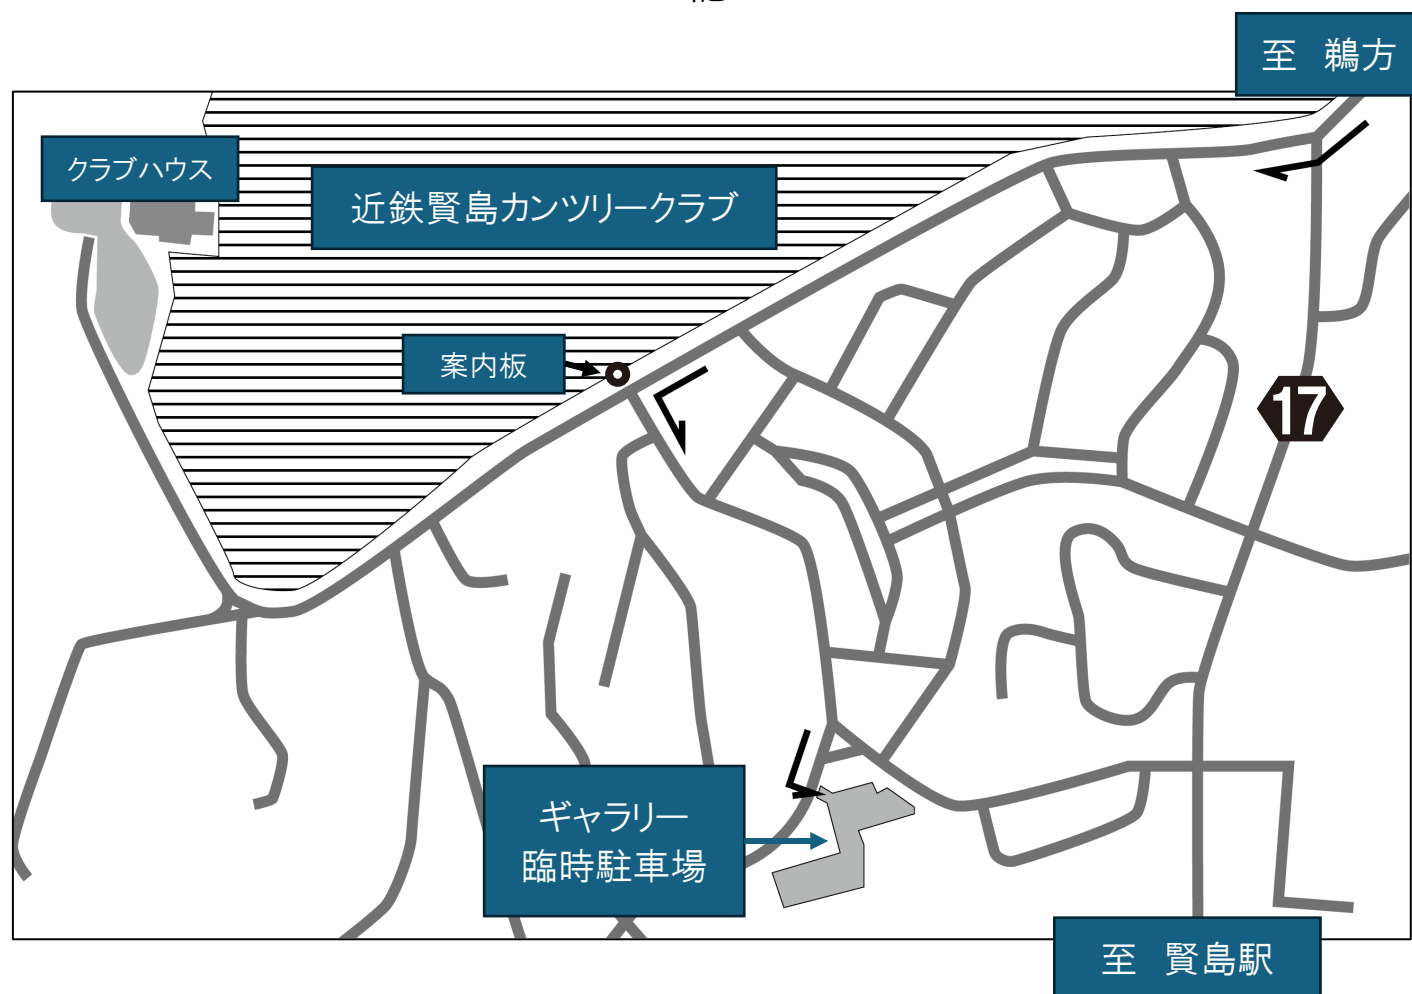 至 鵜方
クラブハウス
近鉄賢島カンツリークラブ
案内板
17
ギャラリー
臨時駐車場
至 賢島駅